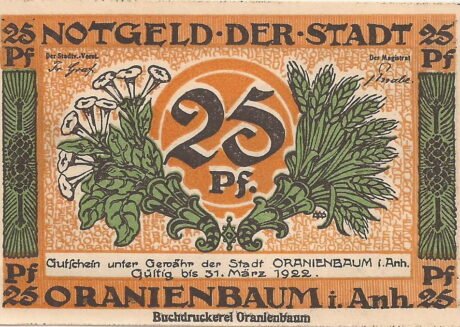 25 NOTGELD·DER·STADT 25
Pf Pf
Der Stadtv.-Vorst. Der Magistrat
25
Pf.
Gutschein unter Gewähr der Stadt ORANIENBAUM i. Anh.
Gültig bis 31. März 1922.
Pf Pf
25 ORANIENBAUM i. Anh. 25
Buchdruckerei Oranienbaum